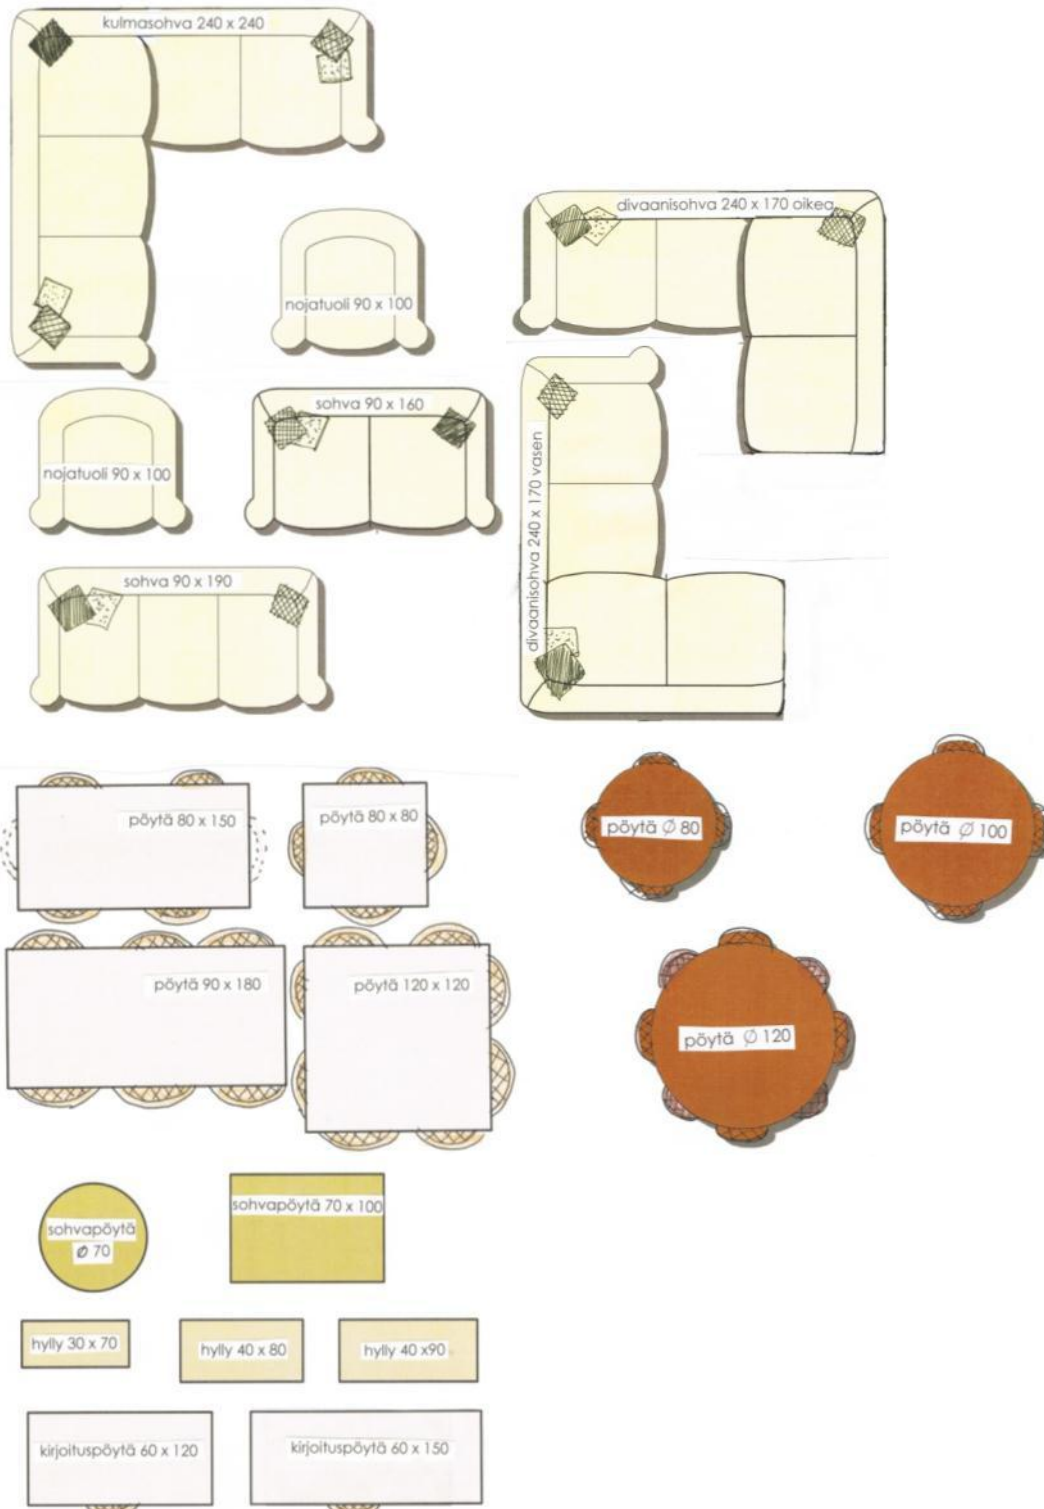 kulmasohva 240 x 240
divaanisohva 240 x 170 oikea
nojatuoli 90 x 100
sohva 90 x 160
nojatuoli 90 x 100
divaanisohva 240 x 170 vasen
sohva 90 x 190
pöytä 80 x 150
pöytä 80 x 80
pöytä Ø 80
pöytä Ø 100
pöytä 90 x 180
pöytä 120 x 120
pöytä Ø 120
sohvapöytä
Ø 70
sohvapöytä 70 x 100
hylly 30 x 70
hylly 40 x 80
hylly 40 x90
kirjoituspöytä 60 x 120
kirjoituspöytä 60 x 150